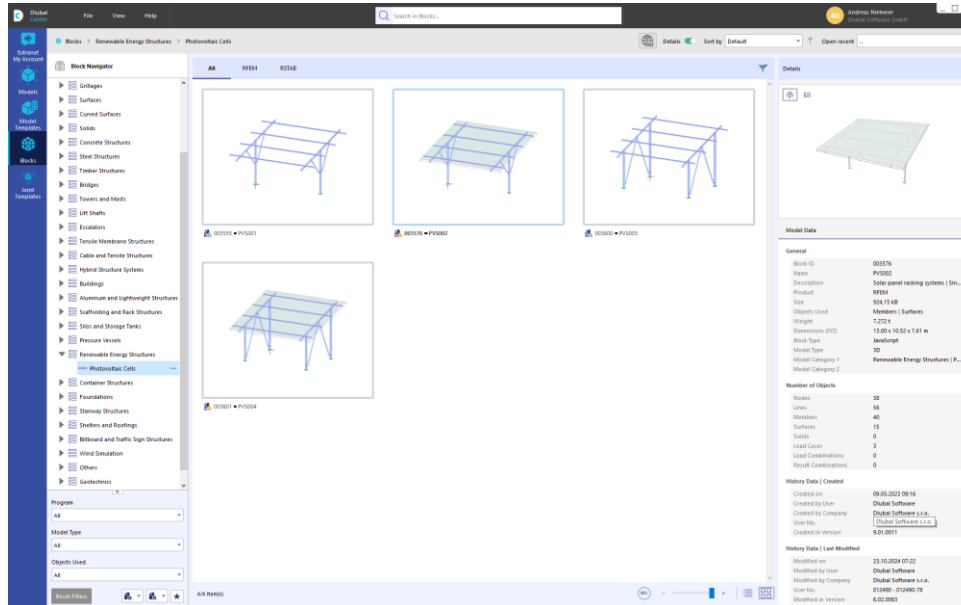 Dlubal
Center
File View Help
Search in Blocks...
AN
Andreas Niemeier
Dlubal Software GmbH
Extranet
My Account
Models
Model
Templates
Blocks
Joint
Templates
Blocks > Renewable Energy Structures > Photovoltaic Cells
Details Sort by Default Open recent ...
Block Navigator
Grillages
Surfaces
Curved Surfaces
Solids
Concrete Structures
Steel Structures
Timber Structures
Bridges
Towers and Masts
Lift Shafts
Escalators
Tensile Membrane Structures
Cable and Tensile Structures
Hybrid Structure Systems
Buildings
Aluminum and Lightweight Structures
Scaffolding and Rack Structures
Silos and Storage Tanks
Pressure Vessels
Renewable Energy Structures
Photovoltaic Cells
Container Structures
Foundations
Stairway Structures
Shelters and Roofings
Billboard and Traffic Sign Structures
Wind Simulation
Others
Geotechnics
Program
All
Model Type
All
Objects Used
All
Reset Filters
All RFEM RSTAB
003555 • PVS001
003576 • PVS002
003600 • PVS003
003601 • PVS004
4/4 Item(s)
Details
Model Data
General
Block ID 003576
Name PVS002
Description Solar panel racking systems | Sin...
Product RFEM
Size 924,15 kB
Objects Used Members | Surfaces
Weight 7.272 t
Dimensions (XYZ) 13.00 x 10.52 x 7.61 m
Block Type JavaScript
Model Type 3D
Model Category 1 Renewable Energy Structures | P...
Model Category 2
Number of Objects
Nodes 38
Lines 56
Members 40
Surfaces 15
Solids 0
Load Cases 3
Load Combinations 0
Result Combinations 0
History Data | Created
Created on 09.05.2023 09:16
Created by User Dlubal Software
Created by Company Dlubal Software s.r.o.
User No. Dlubal Software s.r.o.
Created in Version 9.01.0011
History Data | Last Modified
Modified on 23.10.2024 07:22
Modified by User Dlubal Software
Modified by Company Dlubal Software s.r.o.
User No. 012490 - 012490-78
Modified in Version 6.02.0065